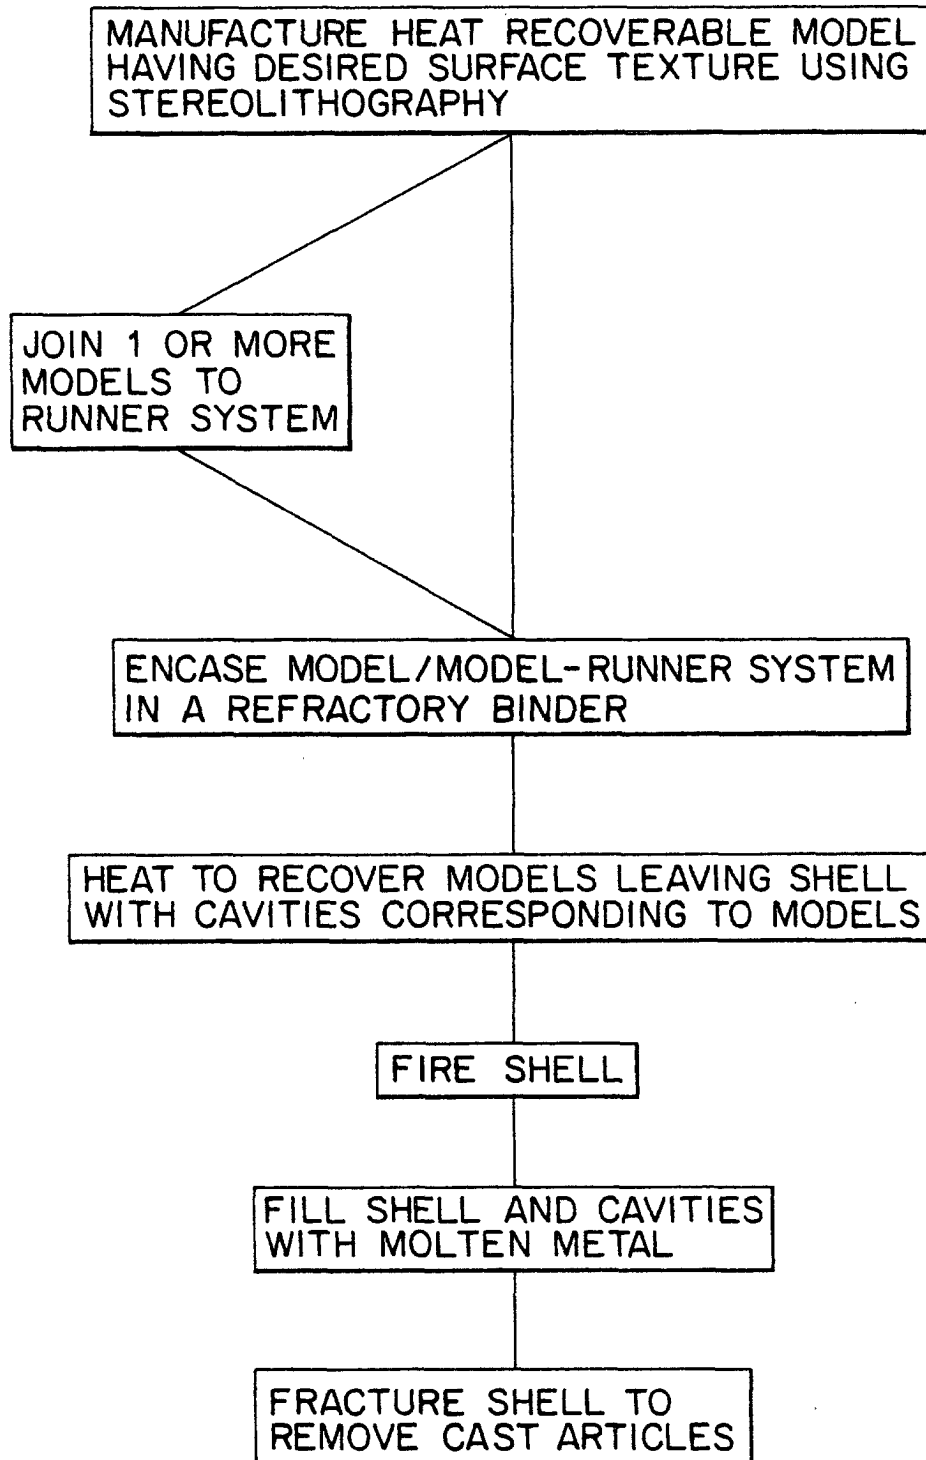 MANUFACTURE HEAT RECOVERABLE MODEL
HAVING DESIRED SURFACE TEXTURE USING
STEREOLITHOGRAPHY
JOIN 1 OR MORE
MODELS TO
RUNNER SYSTEM
ENCASE MODEL/MODEL-RUNNER SYSTEM
IN A REFRACTORY BINDER
HEAT TO RECOVER MODELS LEAVING SHELL
WITH CAVITIES CORRESPONDING TO MODELS
FIRE SHELL
FILL SHELL AND CAVITIES
WITH MOLTEN METAL
FRACTURE SHELL TO
REMOVE CAST ARTICLES